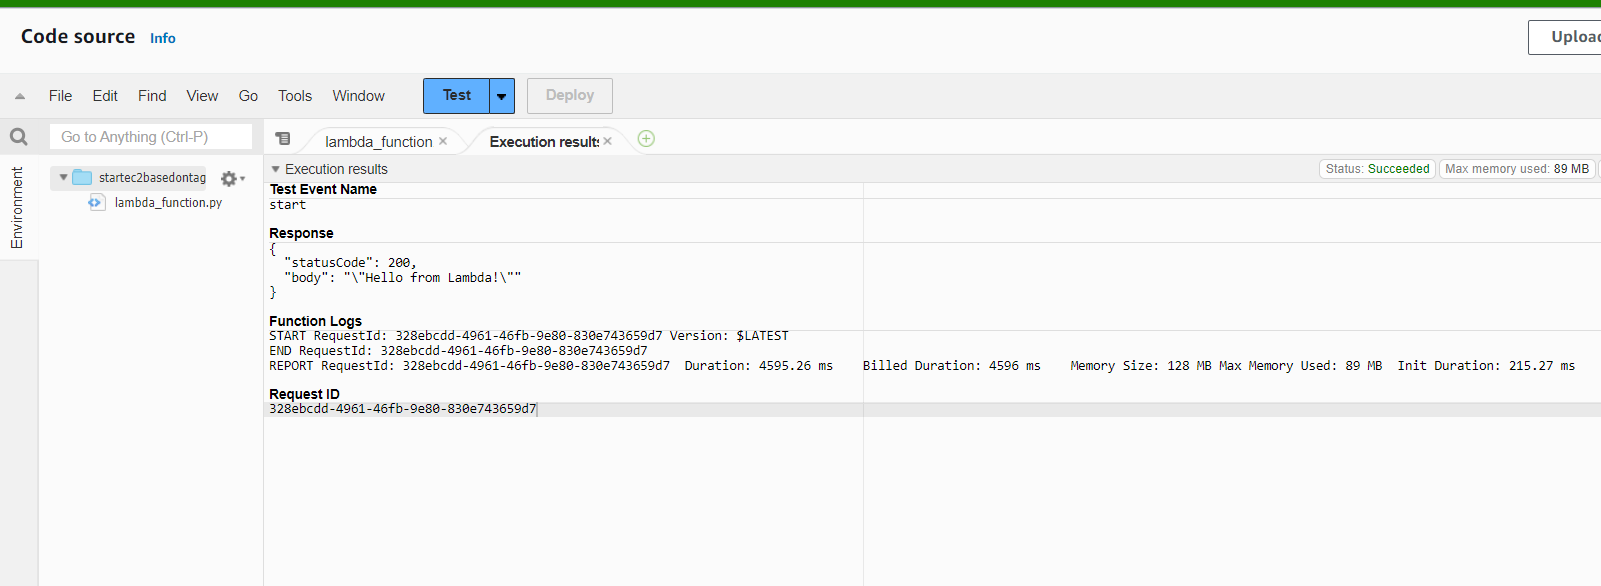 Code source Info
Upload
File Edit Find View Go Tools Window Test Deploy
Go to Anything (Ctrl-P)
lambda_function × Execution results ×
Environment
startec2basedontag
lambda_function.py
Execution results
Status: Succeeded Max memory used: 89 MB
Test Event Name
start
Response
{
"statusCode": 200,
"body": "\"Hello from Lambda!\""
}
Function Logs
START RequestId: 328ebcdd-4961-46fb-9e80-830e743659d7 Version: $LATEST
END RequestId: 328ebcdd-4961-46fb-9e80-830e743659d7
REPORT RequestId: 328ebcdd-4961-46fb-9e80-830e743659d7 Duration: 4595.26 ms Billed Duration: 4596 ms Memory Size: 128 MB Max Memory Used: 89 MB Init Duration: 215.27 ms
Request ID
328ebcdd-4961-46fb-9e80-830e743659d7